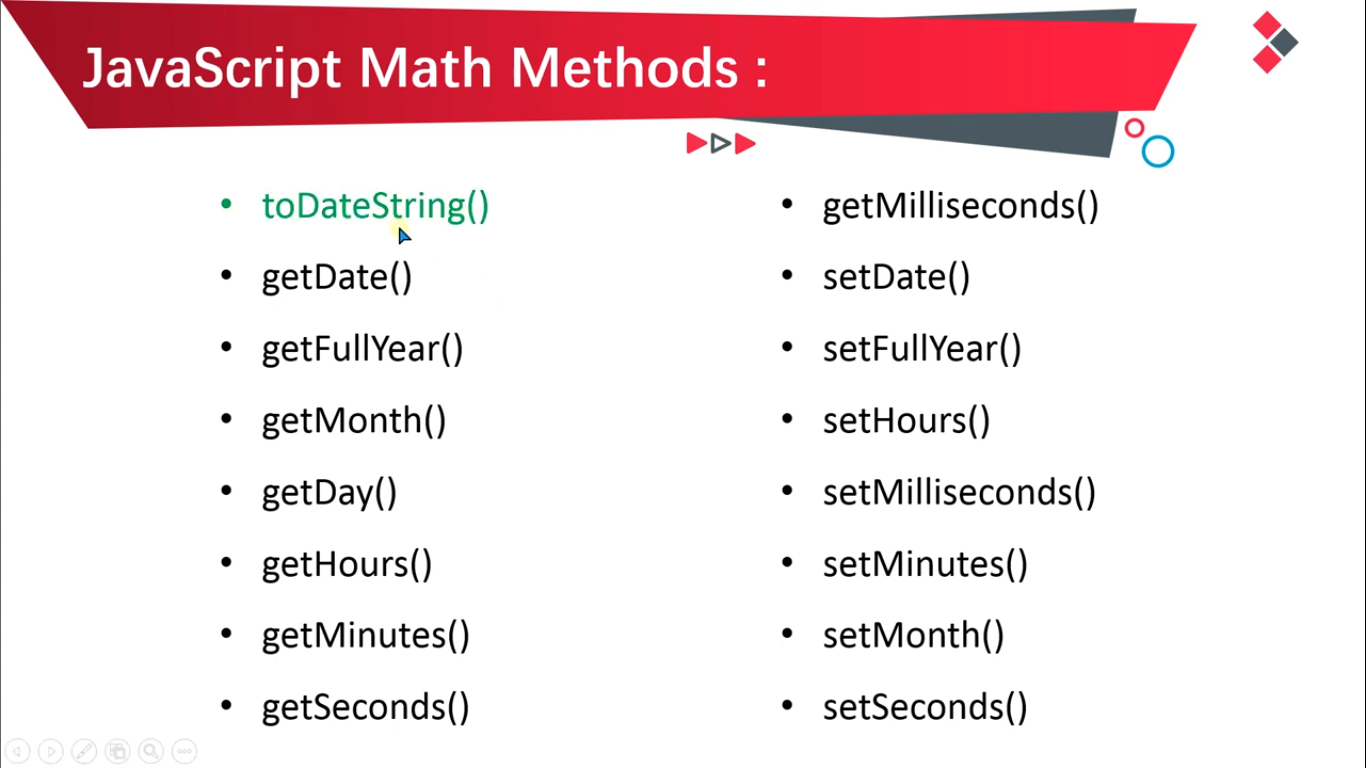 JavaScript Math Methods :
• toDateString()
• getDate()
• getFullYear()
• getMonth()
• getDay()
• getHours()
• getMinutes()
• getSeconds()
• getMilliseconds()
• setDate()
• setFullYear()
• setHours()
• setMilliseconds()
• setMinutes()
• setMonth()
• setSeconds()